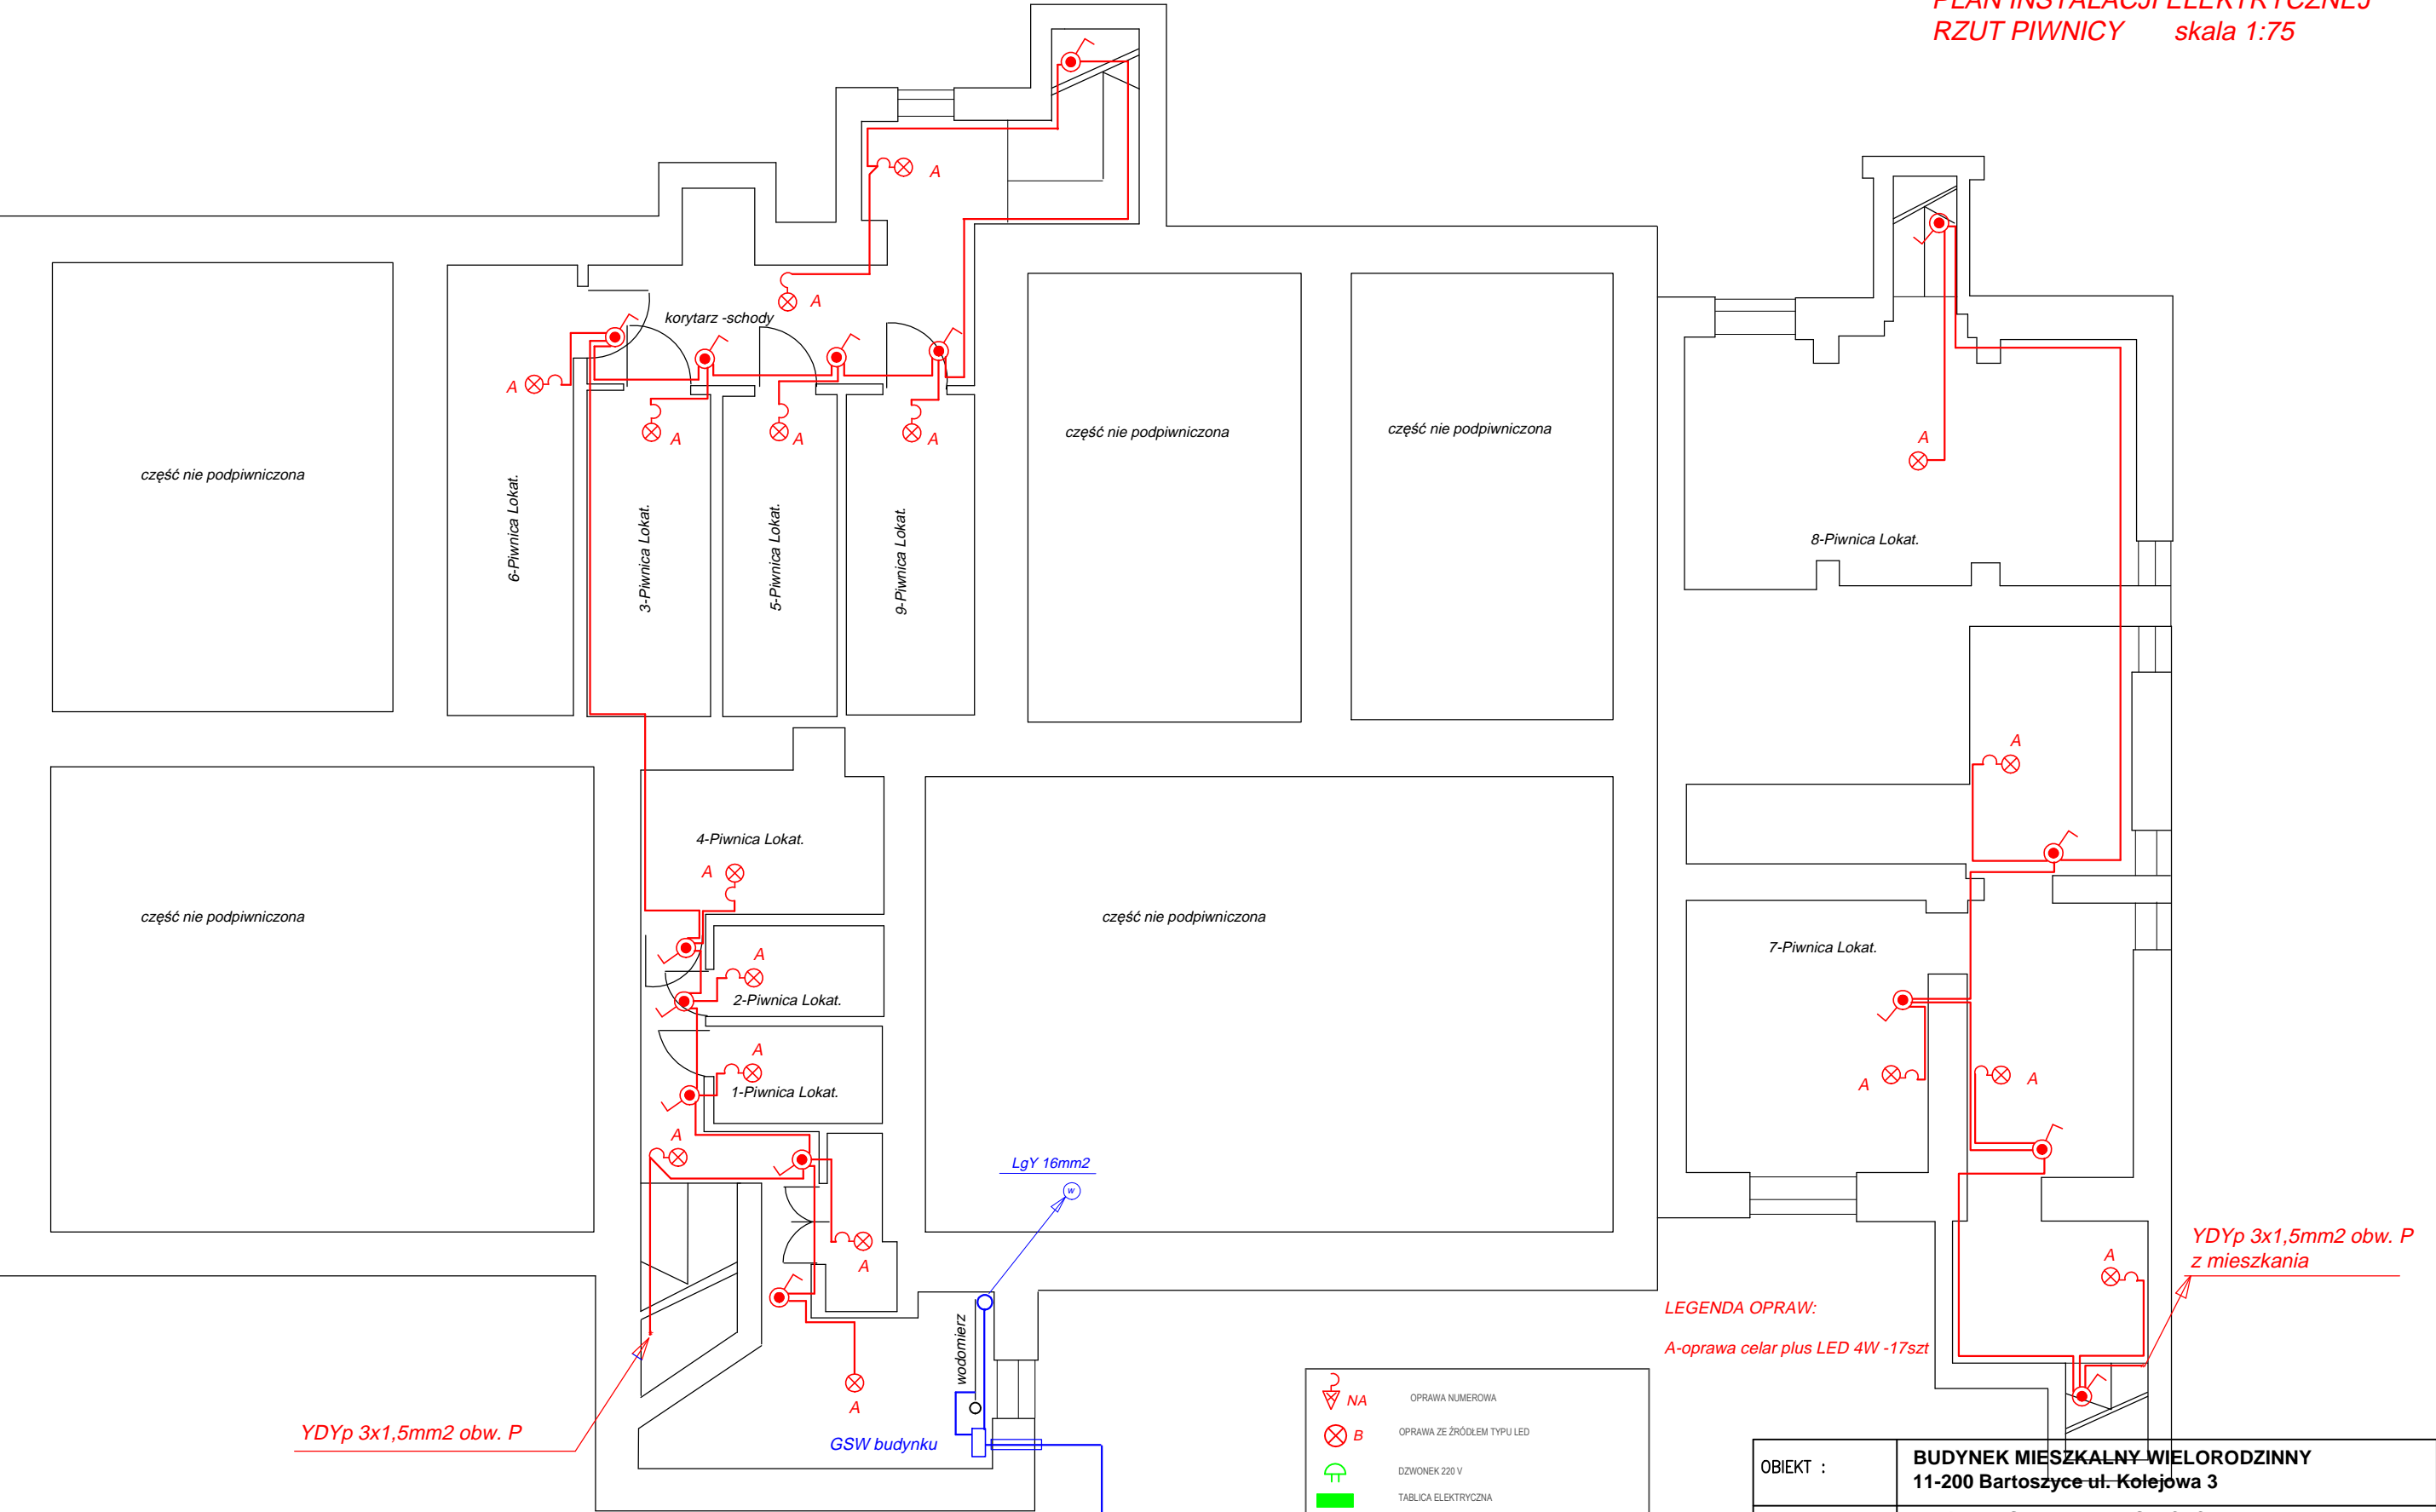 PLAN INSTALACJI ELEKTRYCZNEJ
RZUT PIWNICY skala 1:75
A
A
korytarz -schody
A
A
A
A
część nie podpiwniczona
część nie podpiwniczona
część nie podpiwniczona
A
6-Piwnica Lokat.
3-Piwnica Lokat.
5-Piwnica Lokat.
9-Piwnica Lokat.
8-Piwnica Lokat.
A
4-Piwnica Lokat.
A
część nie podpiwniczona
część nie podpiwniczona
7-Piwnica Lokat.
A
2-Piwnica Lokat.
A
1-Piwnica Lokat.
A
A
A
LgY 16mm2
w
A
A
YDYp 3x1,5mm2 obw. P
z mieszkania
LEGENDA OPRAW:
A-oprawa celar plus LED 4W -17szt
wodomierz
A
GSW budynku
YDYp 3x1,5mm2 obw. P
NA OPRAWA NUMEROWA
B OPRAWA ZE ŹRÓDŁEM TYPU LED
DZWONEK 220 V
TABLICA ELEKTRYCZNA
OBIEKT :
BUDYNEK MIESZKALNY WIELORODZINNY
11-200 Bartoszyce ul. Kolejowa 3